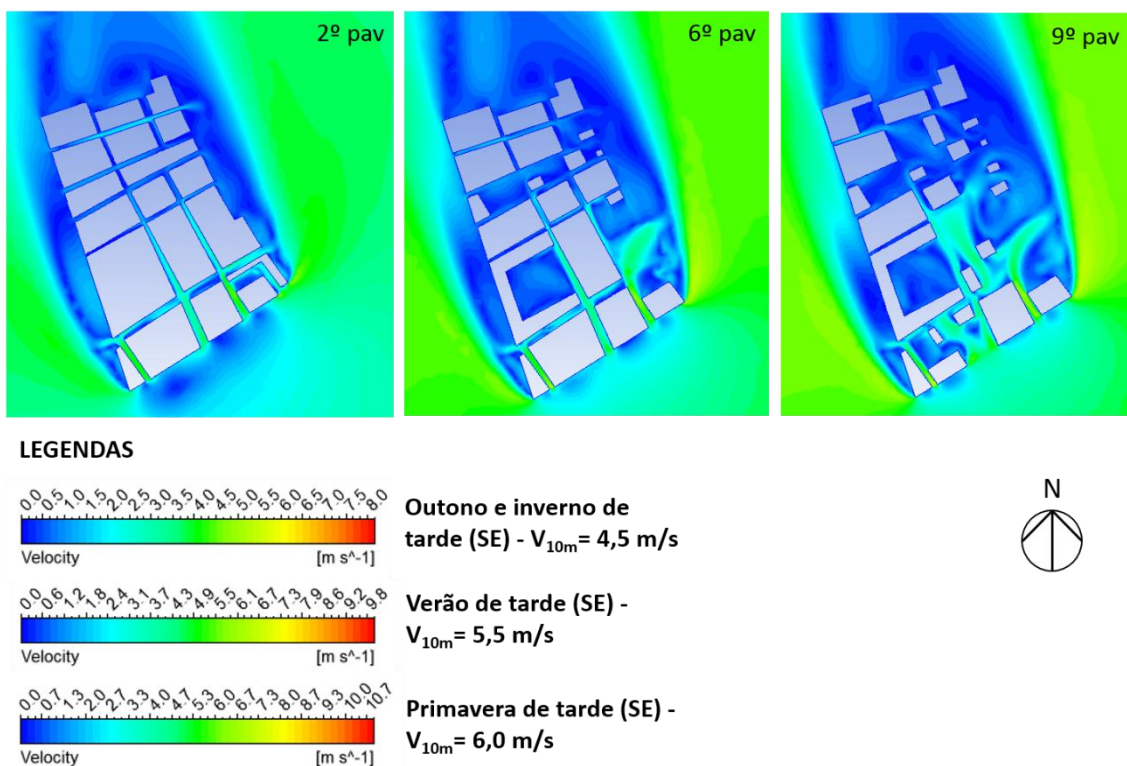 2º pav
6º pav
9º pav
LEGENDAS
N
0.0 0.5 1.0 1.5 2.0 2.5 3.0 3.5 4.0 4.5 5.0 5.5 6.0 6.5 7.0 7.5 8.0
Velocity [m s^-1]
Outono e inverno de
tarde (SE) - V10m= 4,5 m/s
0.0 0.6 1.2 1.8 2.4 3.1 3.7 4.3 4.9 5.5 6.1 6.7 7.3 7.9 8.6 9.2 9.8
Velocity [m s^-1]
Verão de tarde (SE) -
V10m= 5,5 m/s
0.0 0.7 1.3 2.0 2.7 3.3 4.0 4.7 5.3 6.0 6.7 7.3 8.0 8.7 9.3 10.0 10.7
Velocity [m s^-1]
Primavera de tarde (SE) -
V10m= 6,0 m/s